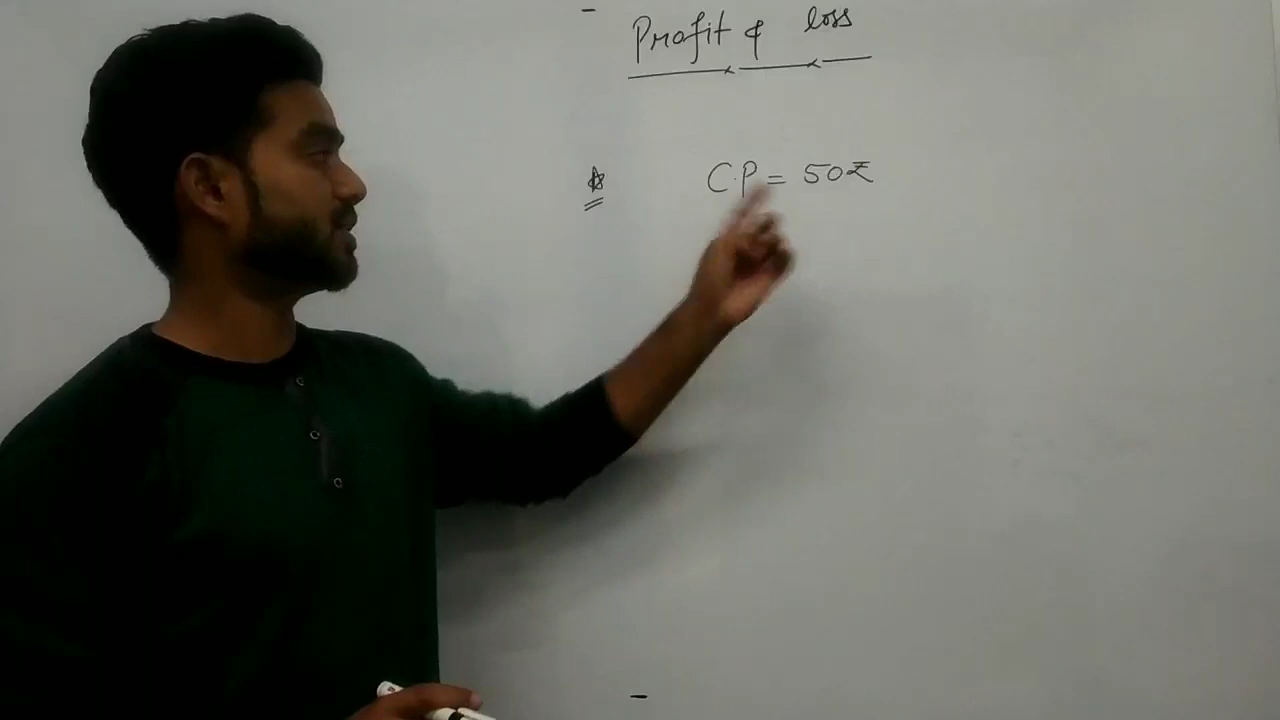 Profit & loss
C.P = 50₹